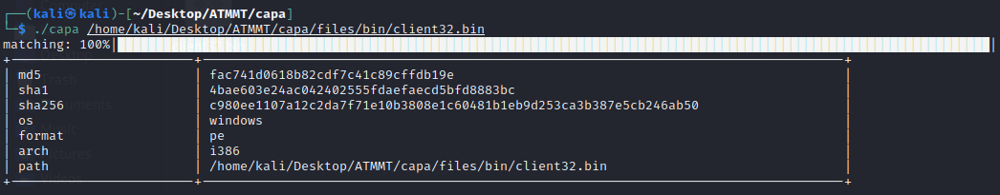 ┌──(kali㉿kali)-[~/Desktop/ATMMT/capa]
└─$ ./capa /home/kali/Desktop/ATMMT/capa/files/bin/client32.bin
matching: 100%
md5 fac741d0618b82cdf7c41c89cffdb19e
sha1 4bae603e24ac042402555fdaefaecd5bfd8883bc
sha256 c980ee1107a12c2da7f71e10b3808e1c60481b1eb9d253ca3b387e5cb246ab50
os windows
format pe
arch i386
path /home/kali/Desktop/ATMMT/capa/files/bin/client32.bin